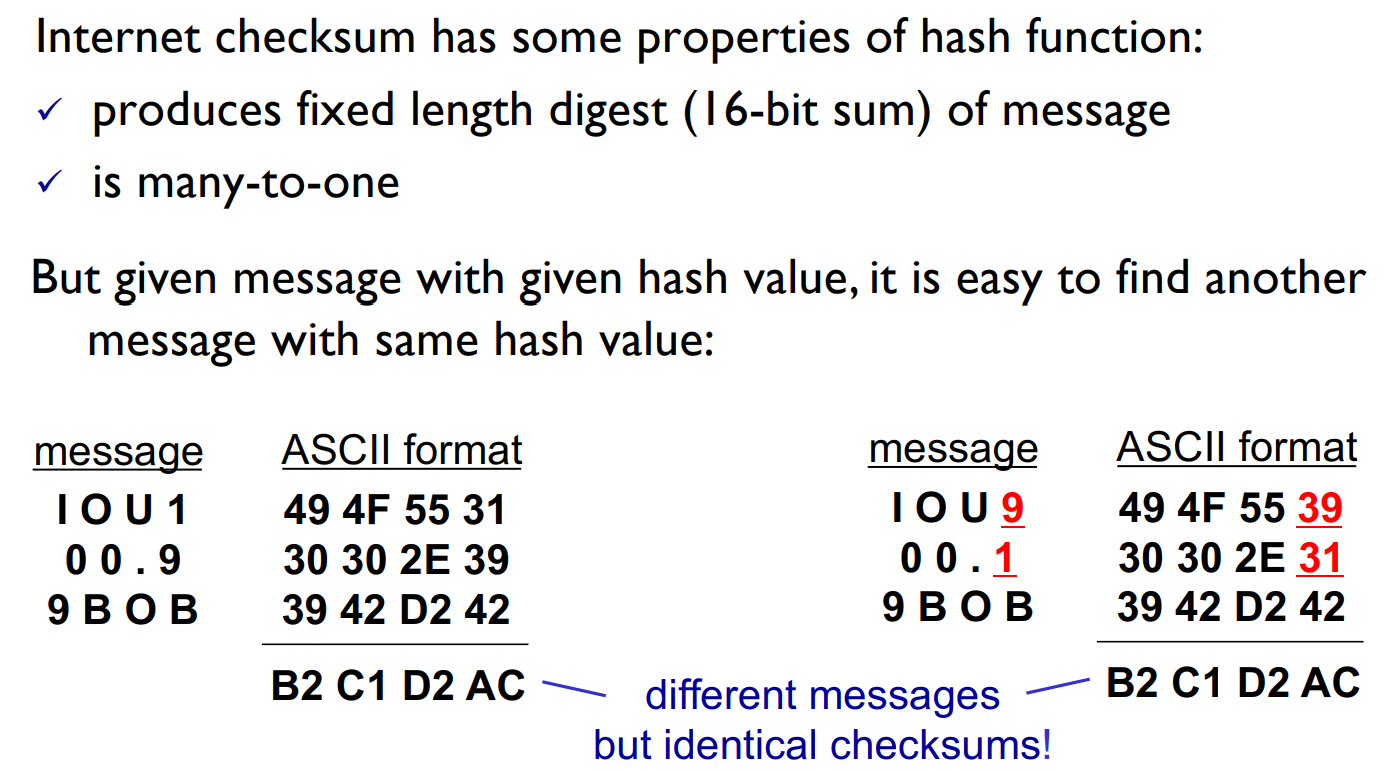 Internet checksum has some properties of hash function:
✓ produces fixed length digest (16-bit sum) of message
✓ is many-to-one
But given message with given hash value, it is easy to find another
message with same hash value:
message ASCII format
I O U 1 49 4F 55 31
0 0 . 9 30 30 2E 39
9 B O B 39 42 D2 42
B2 C1 D2 AC
message ASCII format
I O U 9 49 4F 55 39
0 0 . 1 30 30 2E 31
9 B O B 39 42 D2 42
B2 C1 D2 AC
different messages
but identical checksums!